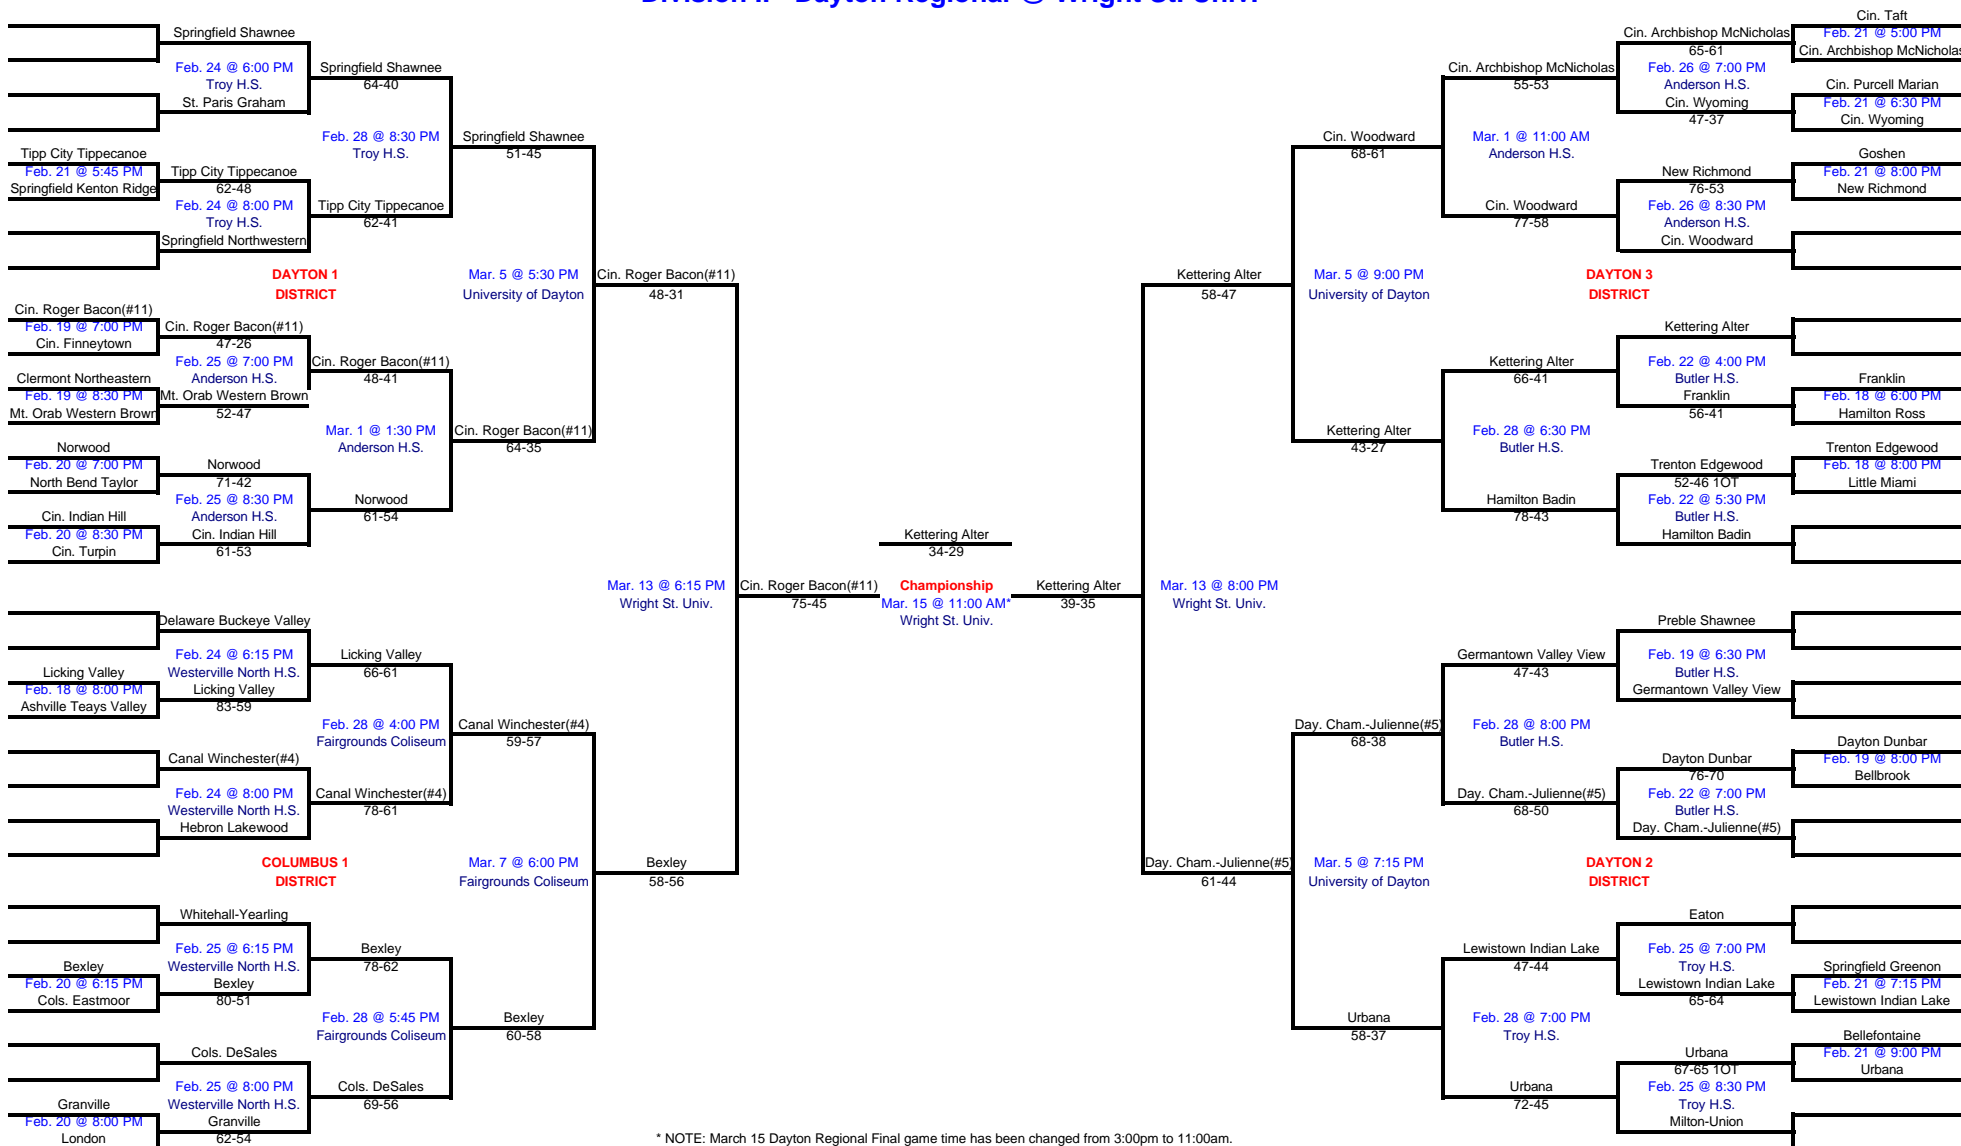 Division II - Dayton Regional @ Wright St. Univ.
Springfield Shawnee
Feb. 24 @ 6:00 PM
Troy H.S.
St. Paris Graham
Springfield Shawnee
64-40
Feb. 28 @ 8:30 PM
Troy H.S.
Tipp City Tippecanoe
Feb. 21 @ 5:45 PM
Springfield Kenton Ridge
Tipp City Tippecanoe
62-48
Feb. 24 @ 8:00 PM
Troy H.S.
Springfield Northwestern
Tipp City Tippecanoe
62-41
Springfield Shawnee
51-45
DAYTON 1
DISTRICT
Mar. 5 @ 5:30 PM
University of Dayton
Cin. Roger Bacon(#11)
48-31
Cin. Roger Bacon(#11)
Feb. 19 @ 7:00 PM
Cin. Finneytown
Cin. Roger Bacon(#11)
47-26
Feb. 25 @ 7:00 PM
Anderson H.S.
Clermont Northeastern
Feb. 19 @ 8:30 PM
Mt. Orab Western Brown
Mt. Orab Western Brown
52-47
Cin. Roger Bacon(#11)
48-41
Mar. 1 @ 1:30 PM
Anderson H.S.
Cin. Roger Bacon(#11)
64-35
Norwood
Feb. 20 @ 7:00 PM
North Bend Taylor
Norwood
71-42
Feb. 25 @ 8:30 PM
Anderson H.S.
Cin. Indian Hill
Feb. 20 @ 8:30 PM
Cin. Turpin
Cin. Indian Hill
61-53
Norwood
61-54
Mar. 13 @ 6:15 PM
Wright St. Univ.
Cin. Roger Bacon(#11)
75-45
Delaware Buckeye Valley
Feb. 24 @ 6:15 PM
Westerville North H.S.
Licking Valley
Feb. 18 @ 8:00 PM
Ashville Teays Valley
Licking Valley
83-59
Licking Valley
66-61
Feb. 28 @ 4:00 PM
Fairgrounds Coliseum
Canal Winchester(#4)
59-57
Canal Winchester(#4)
Feb. 24 @ 8:00 PM
Westerville North H.S.
Hebron Lakewood
Canal Winchester(#4)
78-61
COLUMBUS 1
DISTRICT
Mar. 7 @ 6:00 PM
Fairgrounds Coliseum
Bexley
58-56
Whitehall-Yearling
Feb. 25 @ 6:15 PM
Westerville North H.S.
Bexley
Feb. 20 @ 6:15 PM
Cols. Eastmoor
Bexley
80-51
Bexley
78-62
Feb. 28 @ 5:45 PM
Fairgrounds Coliseum
Bexley
60-58
Cols. DeSales
Feb. 25 @ 8:00 PM
Westerville North H.S.
Granville
Feb. 20 @ 8:00 PM
London
Granville
62-54
Cols. DeSales
69-56
Kettering Alter
34-29
Championship
Mar. 15 @ 11:00 AM*
Wright St. Univ.
Kettering Alter
39-35
Mar. 13 @ 8:00 PM
Wright St. Univ.
Cin. Taft
Feb. 21 @ 5:00 PM
Cin. Archbishop McNicholas
Cin. Archbishop McNicholas
65-61
Feb. 26 @ 7:00 PM
Anderson H.S.
Cin. Purcell Marian
Feb. 21 @ 6:30 PM
Cin. Wyoming
Cin. Wyoming
47-37
Cin. Archbishop McNicholas
55-53
Mar. 1 @ 11:00 AM
Anderson H.S.
Cin. Woodward
68-61
Goshen
Feb. 21 @ 8:00 PM
New Richmond
New Richmond
76-53
Feb. 26 @ 8:30 PM
Anderson H.S.
Cin. Woodward
Cin. Woodward
77-58
Kettering Alter
58-47
Mar. 5 @ 9:00 PM
University of Dayton
DAYTON 3
DISTRICT
Kettering Alter
Feb. 22 @ 4:00 PM
Butler H.S.
Franklin
Feb. 18 @ 6:00 PM
Hamilton Ross
Franklin
56-41
Kettering Alter
66-41
Feb. 28 @ 6:30 PM
Butler H.S.
Kettering Alter
43-27
Trenton Edgewood
Feb. 18 @ 8:00 PM
Little Miami
Trenton Edgewood
52-46 1OT
Feb. 22 @ 5:30 PM
Butler H.S.
Hamilton Badin
Hamilton Badin
78-43
Preble Shawnee
Feb. 19 @ 6:30 PM
Butler H.S.
Germantown Valley View
Germantown Valley View
47-43
Feb. 28 @ 8:00 PM
Butler H.S.
Day. Cham.-Julienne(#5)
68-38
Dayton Dunbar
Feb. 19 @ 8:00 PM
Bellbrook
Dayton Dunbar
76-70
Feb. 22 @ 7:00 PM
Butler H.S.
Day. Cham.-Julienne(#5)
Day. Cham.-Julienne(#5)
68-50
Day. Cham.-Julienne(#5)
61-44
Mar. 5 @ 7:15 PM
University of Dayton
DAYTON 2
DISTRICT
Eaton
Feb. 25 @ 7:00 PM
Troy H.S.
Springfield Greenon
Feb. 21 @ 7:15 PM
Lewistown Indian Lake
Lewistown Indian Lake
65-64
Lewistown Indian Lake
47-44
Feb. 28 @ 7:00 PM
Troy H.S.
Urbana
58-37
Bellefontaine
Feb. 21 @ 9:00 PM
Urbana
Urbana
67-65 1OT
Feb. 25 @ 8:30 PM
Troy H.S.
Milton-Union
Urbana
72-45
* NOTE: March 15 Dayton Regional Final game time has been changed from 3:00pm to 11:00am.